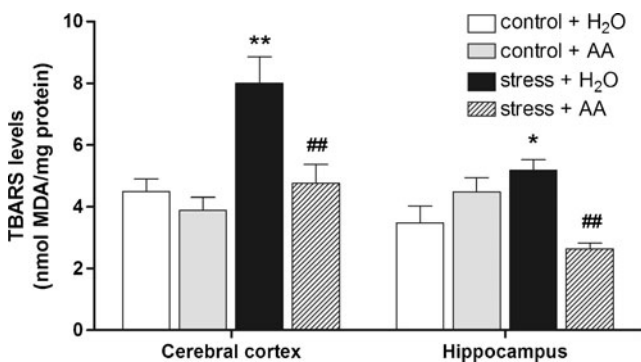 TBARS levels
(nmol MDA/mg protein)
10
8
6
4
2
0
control + H₂O
control + AA
stress + H₂O
stress + AA
**
##
*
##
Cerebral cortex
Hippocampus